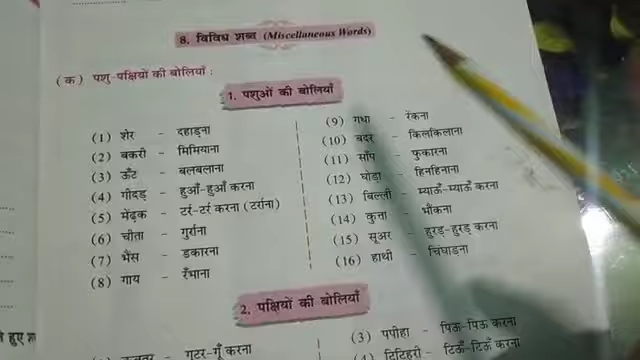 8. विविध शब्द (Miscellaneous Words)
(क) पशु-पक्षियों की बोलियाँ :
1. पशुओं की बोलियाँ
(1) शेर - दहाड़ना
(2) बकरी - मिमियाना
(3) ऊँट - बलबलाना
(4) गीदड़ - हुआँ-हुआँ करना
(5) मेंढ़क - टर्र-टर्र करना (टर्राना)
(6) चीता - गुर्राना
(7) भैंस - डकारना
(8) गाय - रँभाना
(9) गधा - रेंकना
(10) बंदर - किलकिलाना
(11) साँप - फुकारना
(12) घोड़ा - हिनहिनाना
(13) बिल्ली - म्याऊँ-म्याऊँ करना
(14) कुत्ता - भौंकना
(15) सूअर - हुरड़-हुरड़ करना
(16) हाथी - चिंघाड़ना
2. पक्षियों की बोलियाँ
गुटर-गूँ करना
(3) पपीहा - पिऊ-पिऊ करना
(4) टिटिहरी - टिऊँ-टिऊँ करना
ते हुए